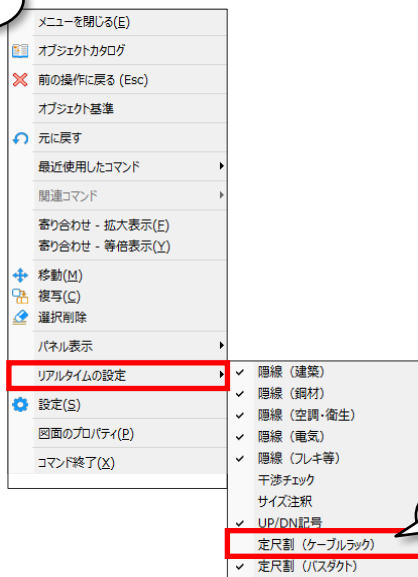 メニューを閉じる(E)
オブジェクトカタログ
前の操作に戻る (Esc)
オブジェクト基準
元に戻す
最近使用したコマンド
関連コマンド
寄り合わせ - 拡大表示(F)
寄り合わせ - 等倍表示(Y)
移動(M)
複写(C)
選択削除
パネル表示
リアルタイムの設定
設定(S)
図面のプロパティ(P)
コマンド終了(X)
隠線（建築）
隠線（鋼材）
隠線（空調・衛生）
隠線（電気）
隠線（フレキ等）
干渉チェック
サイズ注釈
UP/DN記号
定尺割（ケーブルラック）
定尺割（バスダクト）